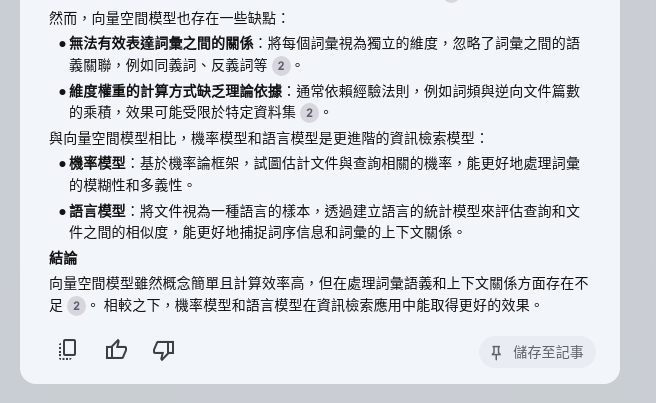 然而，向量空間模型也存在一些缺點：
● 無法有效表達詞彙之間的關係：將每個詞彙視為獨立的維度，忽略了詞彙之間的語
義關聯，例如同義詞、反義詞等 2 。
● 維度權重的計算方式缺乏理論依據：通常依賴經驗法則，例如詞頻與逆向文件篇數
的乘積，效果可能受限於特定資料集 2 。
與向量空間模型相比，機率模型和語言模型是更進階的資訊檢索模型：
● 機率模型：基於機率論框架，試圖估計文件與查詢相關的機率，能更好地處理詞彙
的模糊性和多義性。
● 語言模型：將文件視為一種語言的樣本，透過建立語言的統計模型來評估查詢和文
件之間的相似度，能更好地捕捉詞序信息和詞彙的上下文關係。
結論
向量空間模型雖然概念簡單且計算效率高，但在處理詞彙語義和上下文關係方面存在不
足 2 。 相較之下，機率模型和語言模型在資訊檢索應用中能取得更好的效果。
儲存至記事